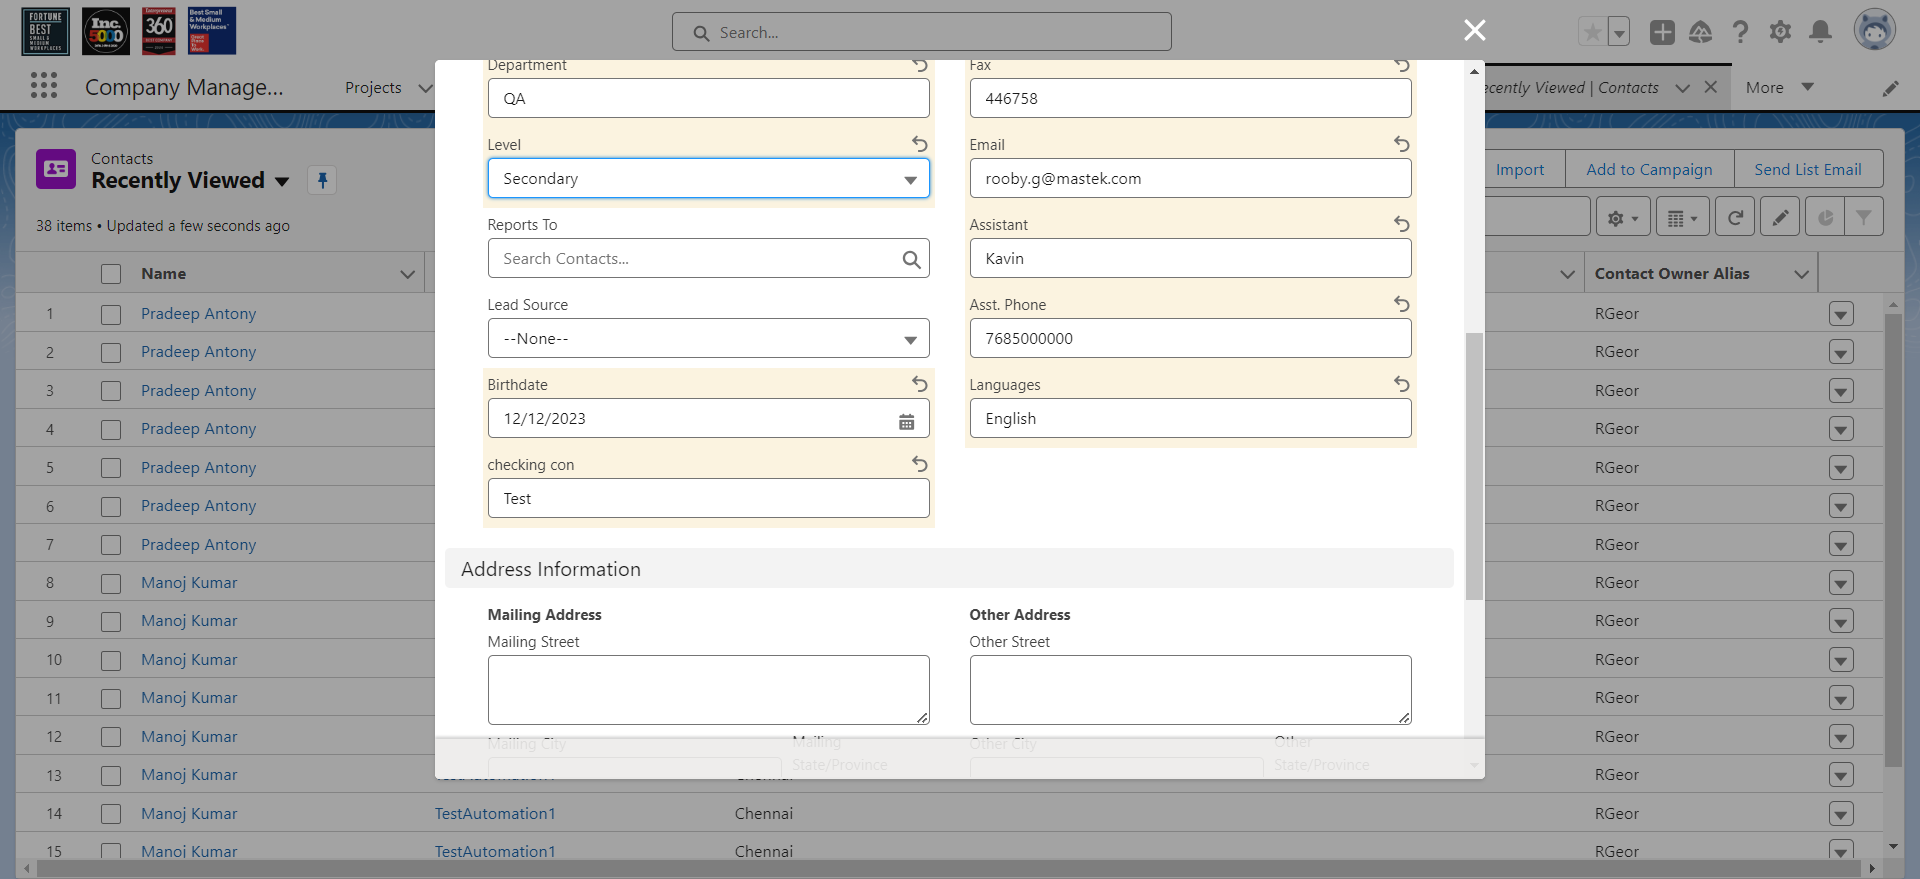 FORTUNE
BEST
SMALL &
MEDIUM
WORKPLACES
Inc.
5000
360
Best Small
& Medium
Workplaces™
Search...
Company Manage...
Projects
ecently Viewed | Contacts
More
Contacts
Recently Viewed
38 items • Updated a few seconds ago
Import
Add to Campaign
Send List Email
Name
Contact Owner Alias
1 Pradeep Antony RGeor
2 Pradeep Antony RGeor
3 Pradeep Antony RGeor
4 Pradeep Antony RGeor
5 Pradeep Antony RGeor
6 Pradeep Antony RGeor
7 Pradeep Antony RGeor
8 Manoj Kumar RGeor
9 Manoj Kumar RGeor
10 Manoj Kumar RGeor
11 Manoj Kumar RGeor
12 Manoj Kumar RGeor
13 Manoj Kumar TestAutomation1 Chennai RGeor
14 Manoj Kumar TestAutomation1 Chennai RGeor
15 Manoj Kumar TestAutomation1 Chennai RGeor
Department
QA
Fax
446758
Level
Secondary
Email
rooby.g@mastek.com
Reports To
Search Contacts...
Assistant
Kavin
Lead Source
--None--
Asst. Phone
7685000000
Birthdate
12/12/2023
Languages
English
checking con
Test
Address Information
Mailing Address
Other Address
Mailing Street
Other Street
Mailing City
Mailing
State/Province
Other City
Other
State/Province